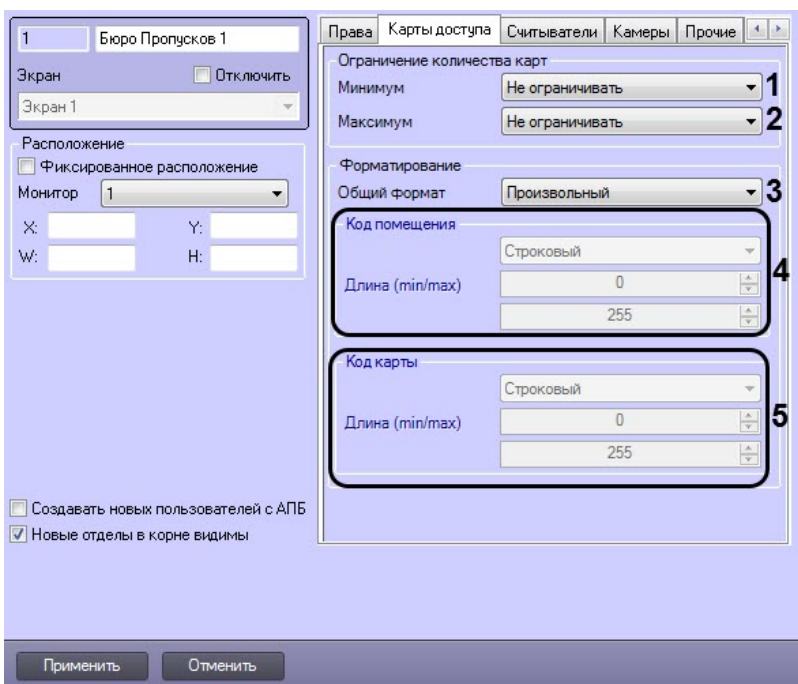 1 Бюро Пропусков 1
Экран Отключить
Экран 1
Расположение
Фиксированное расположение
Монитор 1
X: Y:
W: H:
Создавать новых пользователей с АПБ
Новые отделы в корне видимы
Права Карты доступа Считыватели Камеры Прочие
Ограничение количества карт
Минимум Не ограничивать 1
Максимум Не ограничивать 2
Форматирование
Общий формат Произвольный 3
Код помещения
Строковый
Длина (min/max) 0 4
255
Код карты
Строковый
Длина (min/max) 0 5
255
Применить Отменить